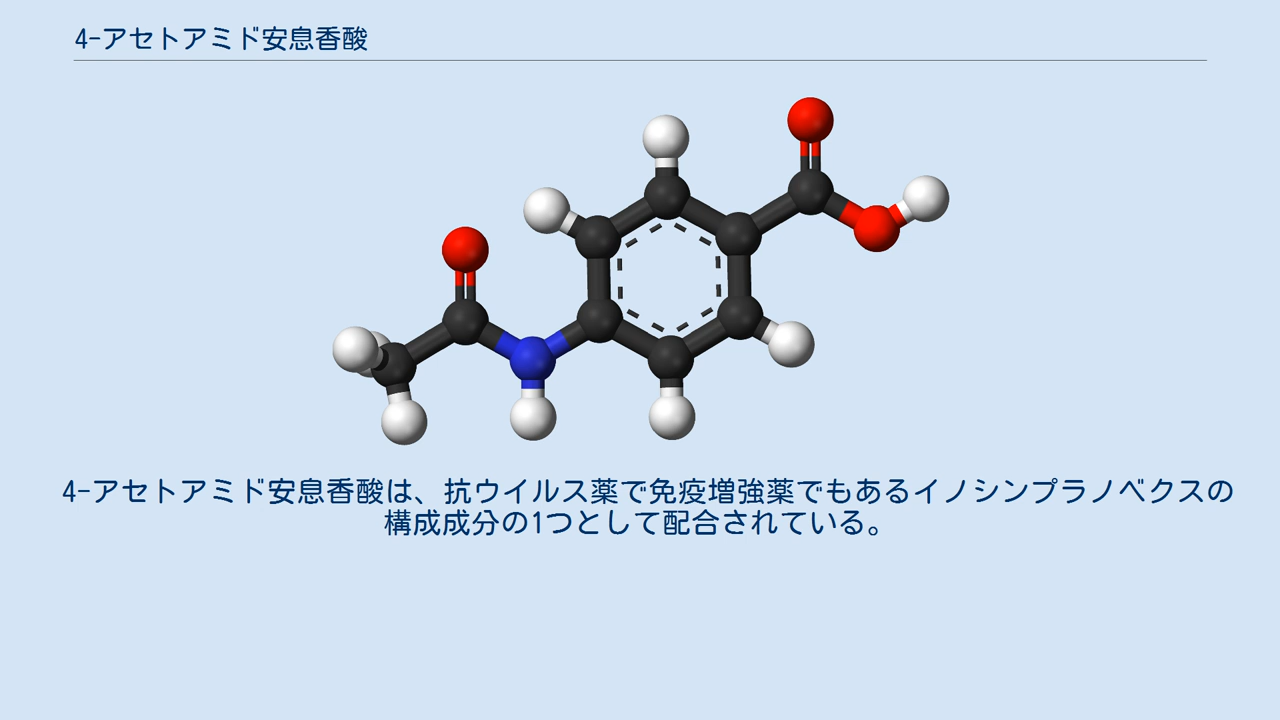 4-アセトアミド安息香酸
4-アセトアミド安息香酸は、抗ウイルス薬で免疫増強薬でもあるイノシンプラノベクスの
構成成分の1つとして配合されている。